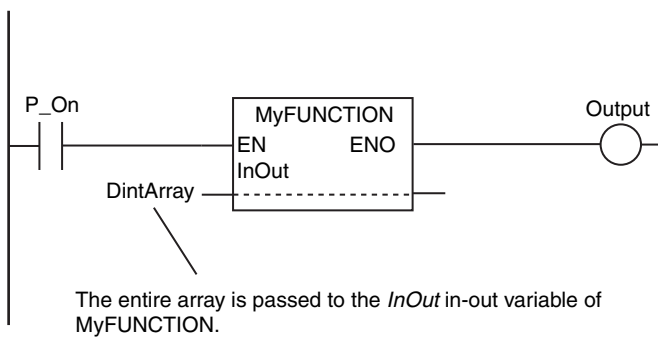 P_On
MyFUNCTION
Output
EN ENO
InOut
DintArray
The entire array is passed to the InOut in-out variable of
MyFUNCTION.